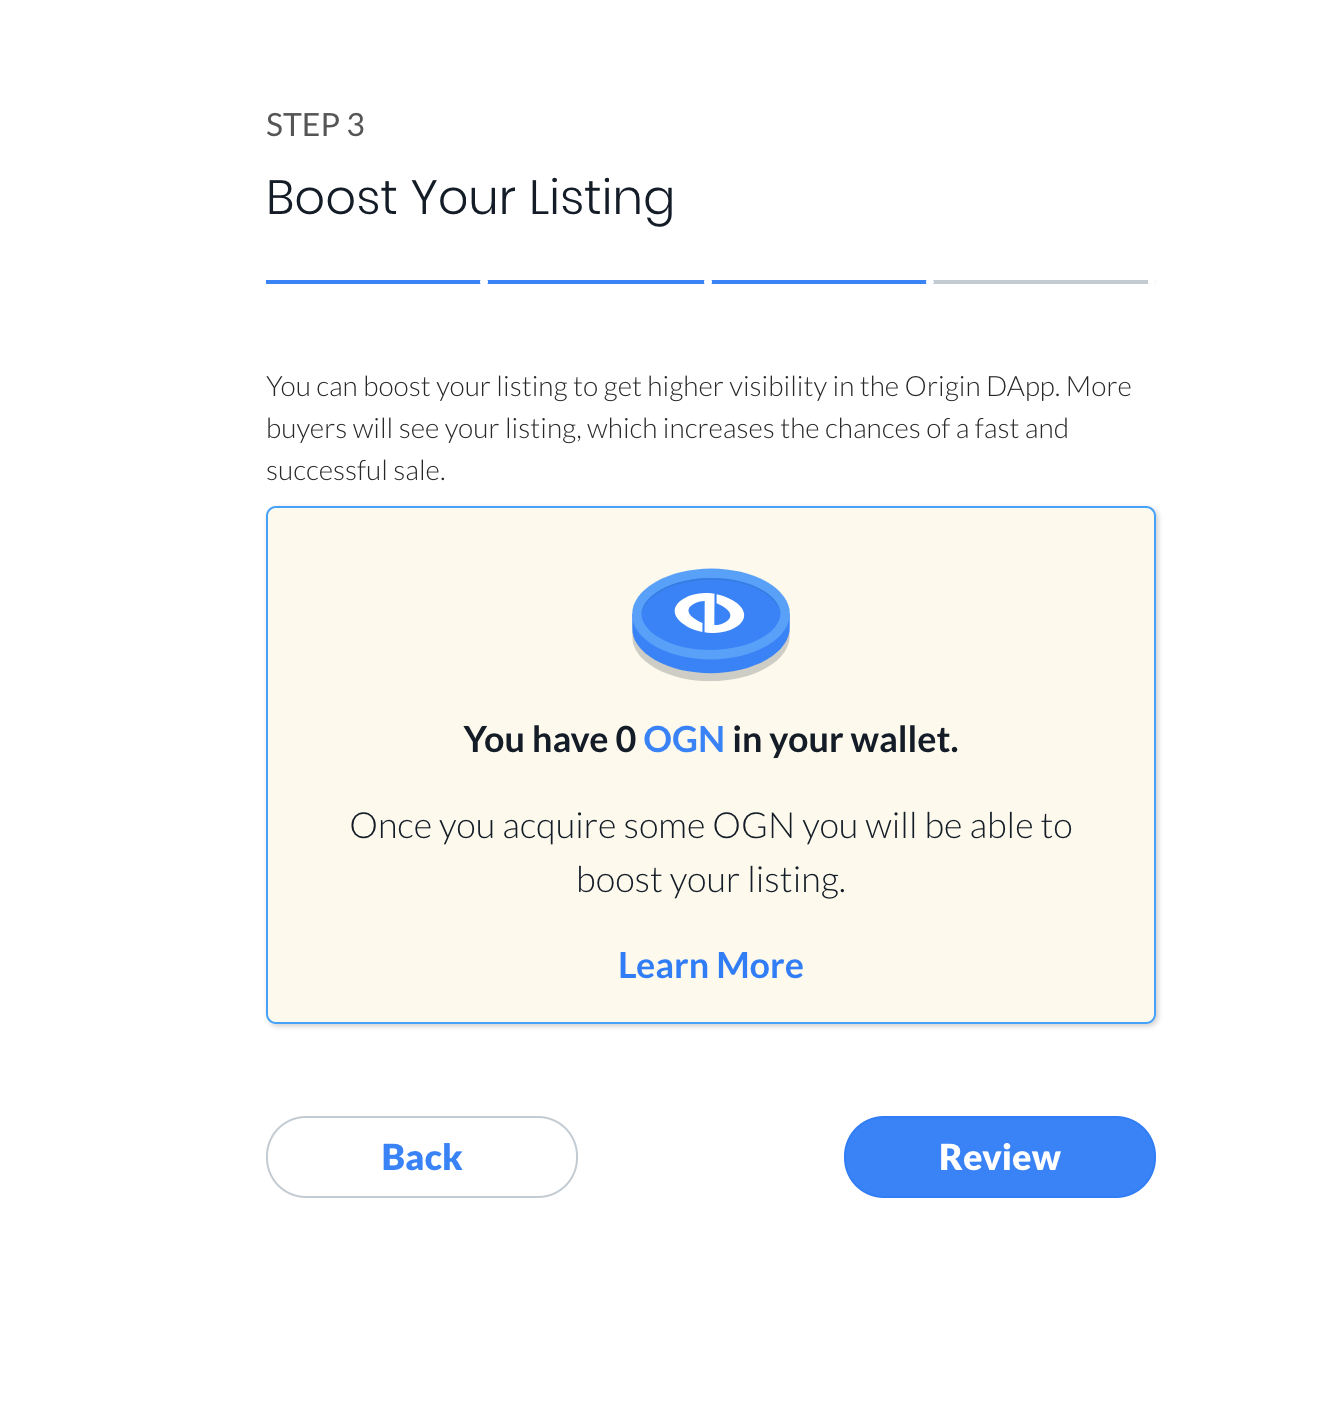 STEP 3
Boost Your Listing
You can boost your listing to get higher visibility in the Origin DApp. More
buyers will see your listing, which increases the chances of a fast and
successful sale.
You have 0 OGN in your wallet.
Once you acquire some OGN you will be able to
boost your listing.
Learn More
Back
Review